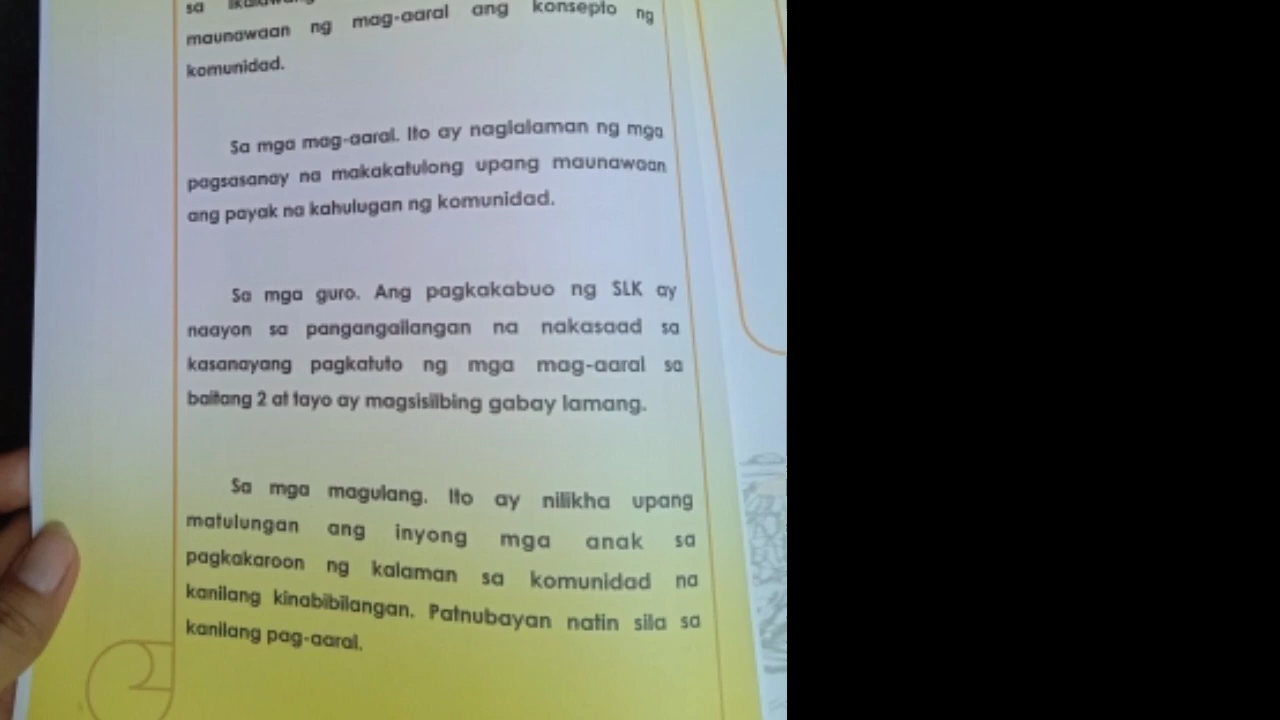 sa
maunawaan ng mag-aaral ang konsepto ng
komunidad.
Sa mga mag-aaral. Ito ay naglalaman ng mga
pagsasanay na makakatulong upang maunawaan
ang payak na kahulugan ng komunidad.
Sa mga guro. Ang pagkakabuo ng SLK ay
naayon sa pangangailangan na nakasaad sa
kasanayang pagkatuto ng mga mag-aaral sa
baitang 2 at tayo ay magsisilbing gabay lamang.
Sa mga magulang. Ito ay nilikha upang
matulungan ang inyong mga anak sa
pagkakaroon ng kalaman sa komunidad na
kanilang kinabibilangan. Patnubayan natin sila sa
kanilang pag-aaral.